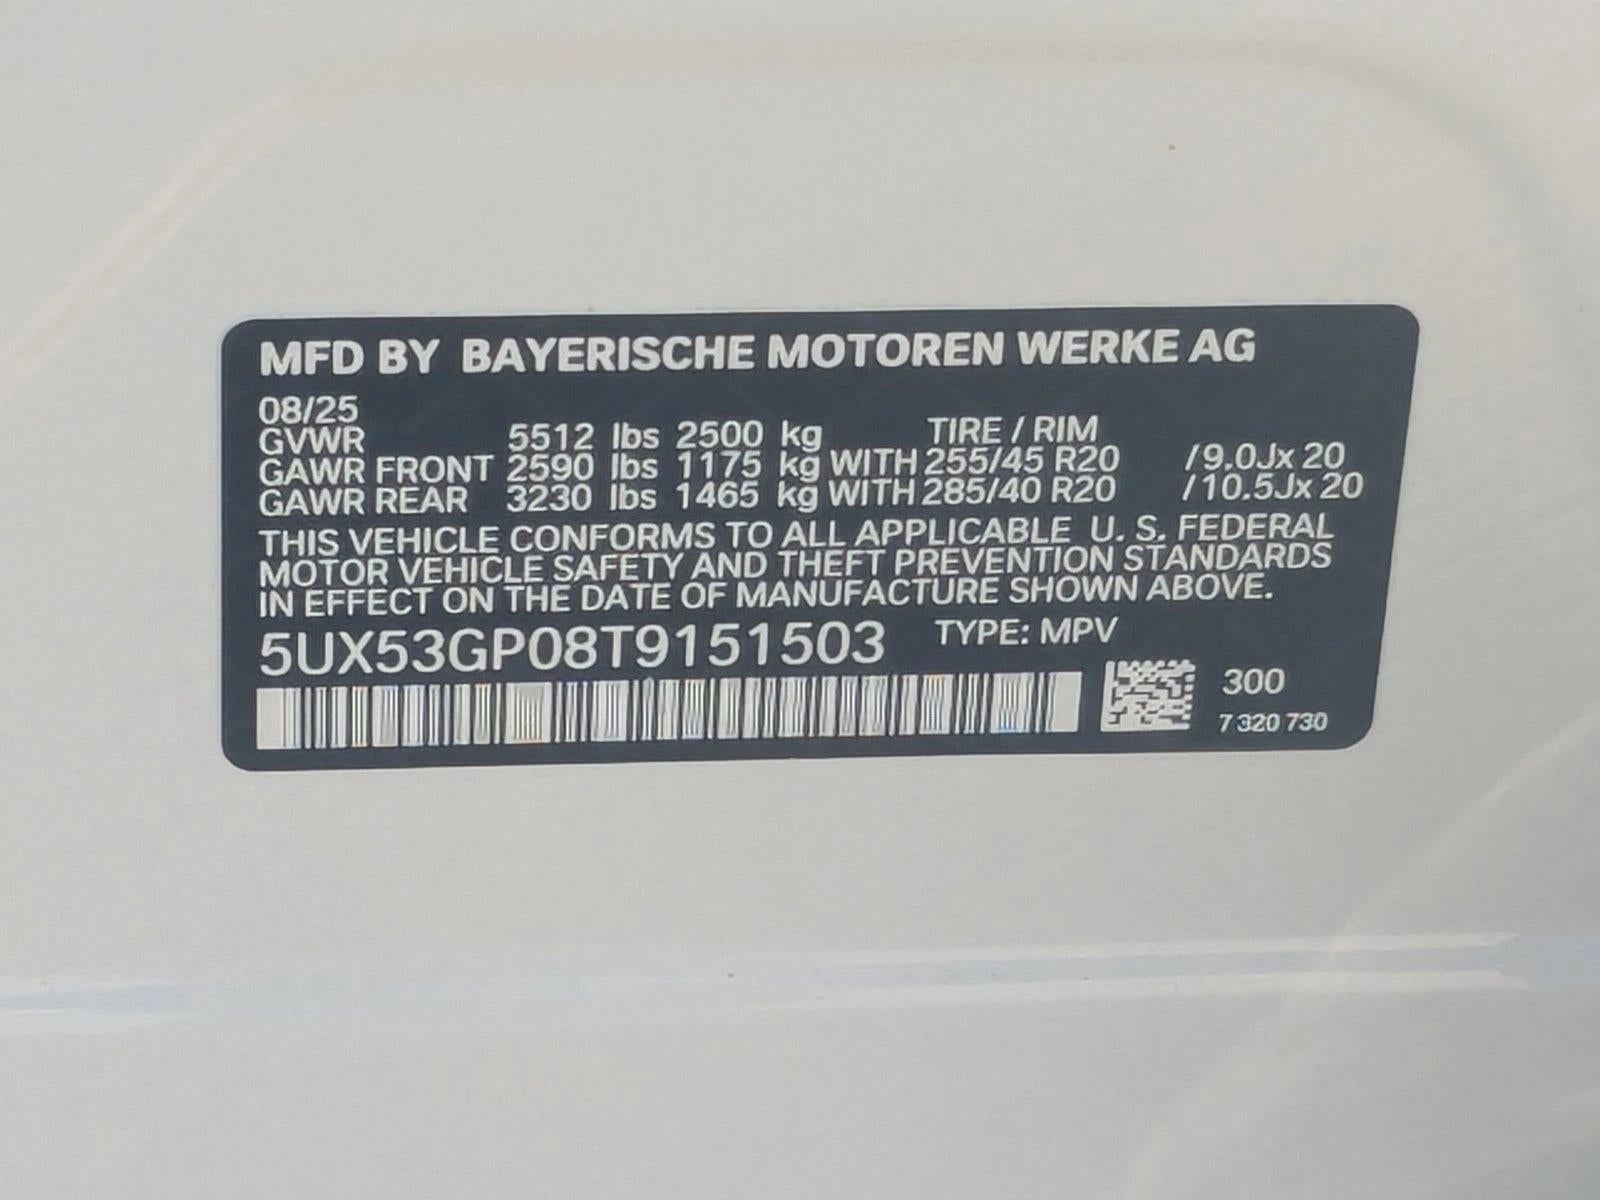 MFD BY BAYERISCHE MOTOREN WERKE AG
08/25
GVWR 5512 lbs 2500 kg TIRE / RIM
GAWR FRONT 2590 lbs 1175 kg WITH 255/45 R20 /9.0Jx 20
GAWR REAR 3230 lbs 1465 kg WITH 285/40 R20 /10.5Jx 20
THIS VEHICLE CONFORMS TO ALL APPLICABLE U. S. FEDERAL
MOTOR VEHICLE SAFETY AND THEFT PREVENTION STANDARDS
IN EFFECT ON THE DATE OF MANUFACTURE SHOWN ABOVE.
5UX53GP08T9151503 TYPE: MPV
300
7 320 730